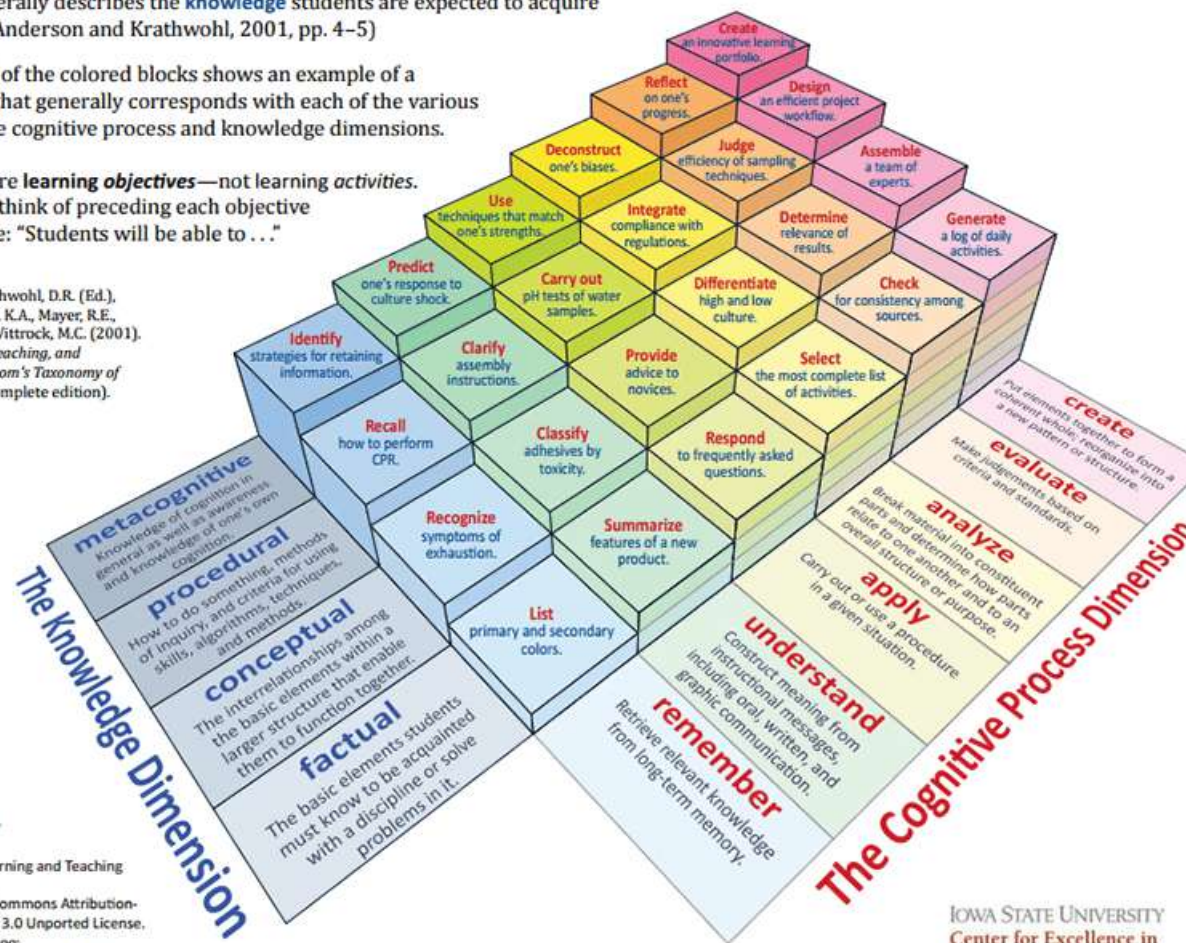 erally describes the knowledge students are expected to acquire
Anderson and Krathwohl, 2001, pp. 4–5)
of the colored blocks shows an example of a
hat generally corresponds with each of the various
e cognitive process and knowledge dimensions.
re learning objectives—not learning activities.
think of preceding each objective
e: “Students will be able to . . .”
hwohl, D.R. (Ed.),
K.A., Mayer, R.E.,
Wittrock, M.C. (2001).
eaching, and
om's Taxonomy of
mplete edition).
Create
an innovative learning
portfolio.
Reflect
on one's
progress.
Design
an efficient project
workflow.
Deconstruct
one's biases.
Judge
efficiency of sampling
techniques.
Assemble
a team of
experts.
Use
techniques that match
one's strengths.
Integrate
compliance with
regulations.
Determine
relevance of
results.
Generate
a log of daily
activities.
Predict
one's response to
culture shock.
Carry out
pH tests of water
samples.
Differentiate
high and low
culture.
Check
for consistency among
sources.
Identify
strategies for retaining
information.
Clarify
assembly
instructions.
Provide
advice to
novices.
Select
the most complete list
of activities.
Recall
how to perform
CPR.
Classify
adhesives by
toxicity.
Respond
to frequently asked
questions.
Recognize
symptoms of
exhaustion.
Summarize
features of a new
product.
List
primary and secondary
colors.
metacognitive
Knowledge of cognition in
general as well as awareness
and knowledge of one's own
cognition.
procedural
How to do something, methods
of inquiry, and criteria for using
skills, algorithms, techniques,
and methods.
conceptual
The interrelationships among
the basic elements within a
larger structure that enable
them to function together.
factual
The basic elements students
must know to be acquainted
with a discipline or solve
problems in it.
The Knowledge Dimension
create
Put elements together to form a
coherent whole; reorganize into
a new pattern or structure.
evaluate
Make judgements based on
criteria and standards.
analyze
Break material into constituent
parts and determine how parts
relate to one another and to an
overall structure or purpose.
apply
Carry out or use a procedure
in a given situation.
understand
Construct meaning from
instructional messages,
including oral, written, and
graphic communication.
remember
Retrieve relevant knowledge
from long-term memory.
The Cognitive Process Dimension
rning and Teaching
ommons Attribution-
3.0 Unported License.
IOWA STATE UNIVERSITY
Center for Excellence in